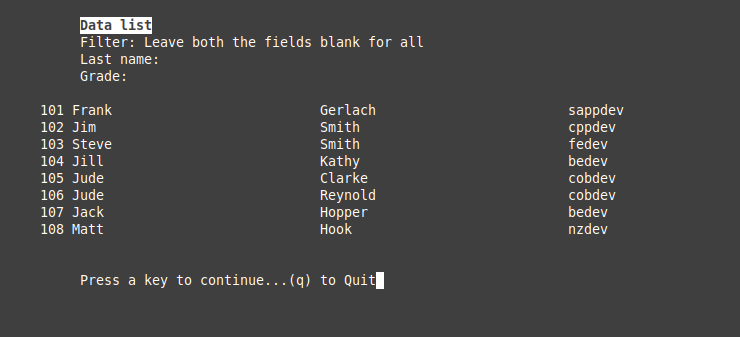 Data list
Filter: Leave both the fields blank for all
Last name:
Grade:
101 Frank Gerlach sappdev
102 Jim Smith cppdev
103 Steve Smith fedev
104 Jill Kathy bedev
105 Jude Clarke cobdev
106 Jude Reynold cobdev
107 Jack Hopper bedev
108 Matt Hook nzdev
Press a key to continue...(q) to Quit